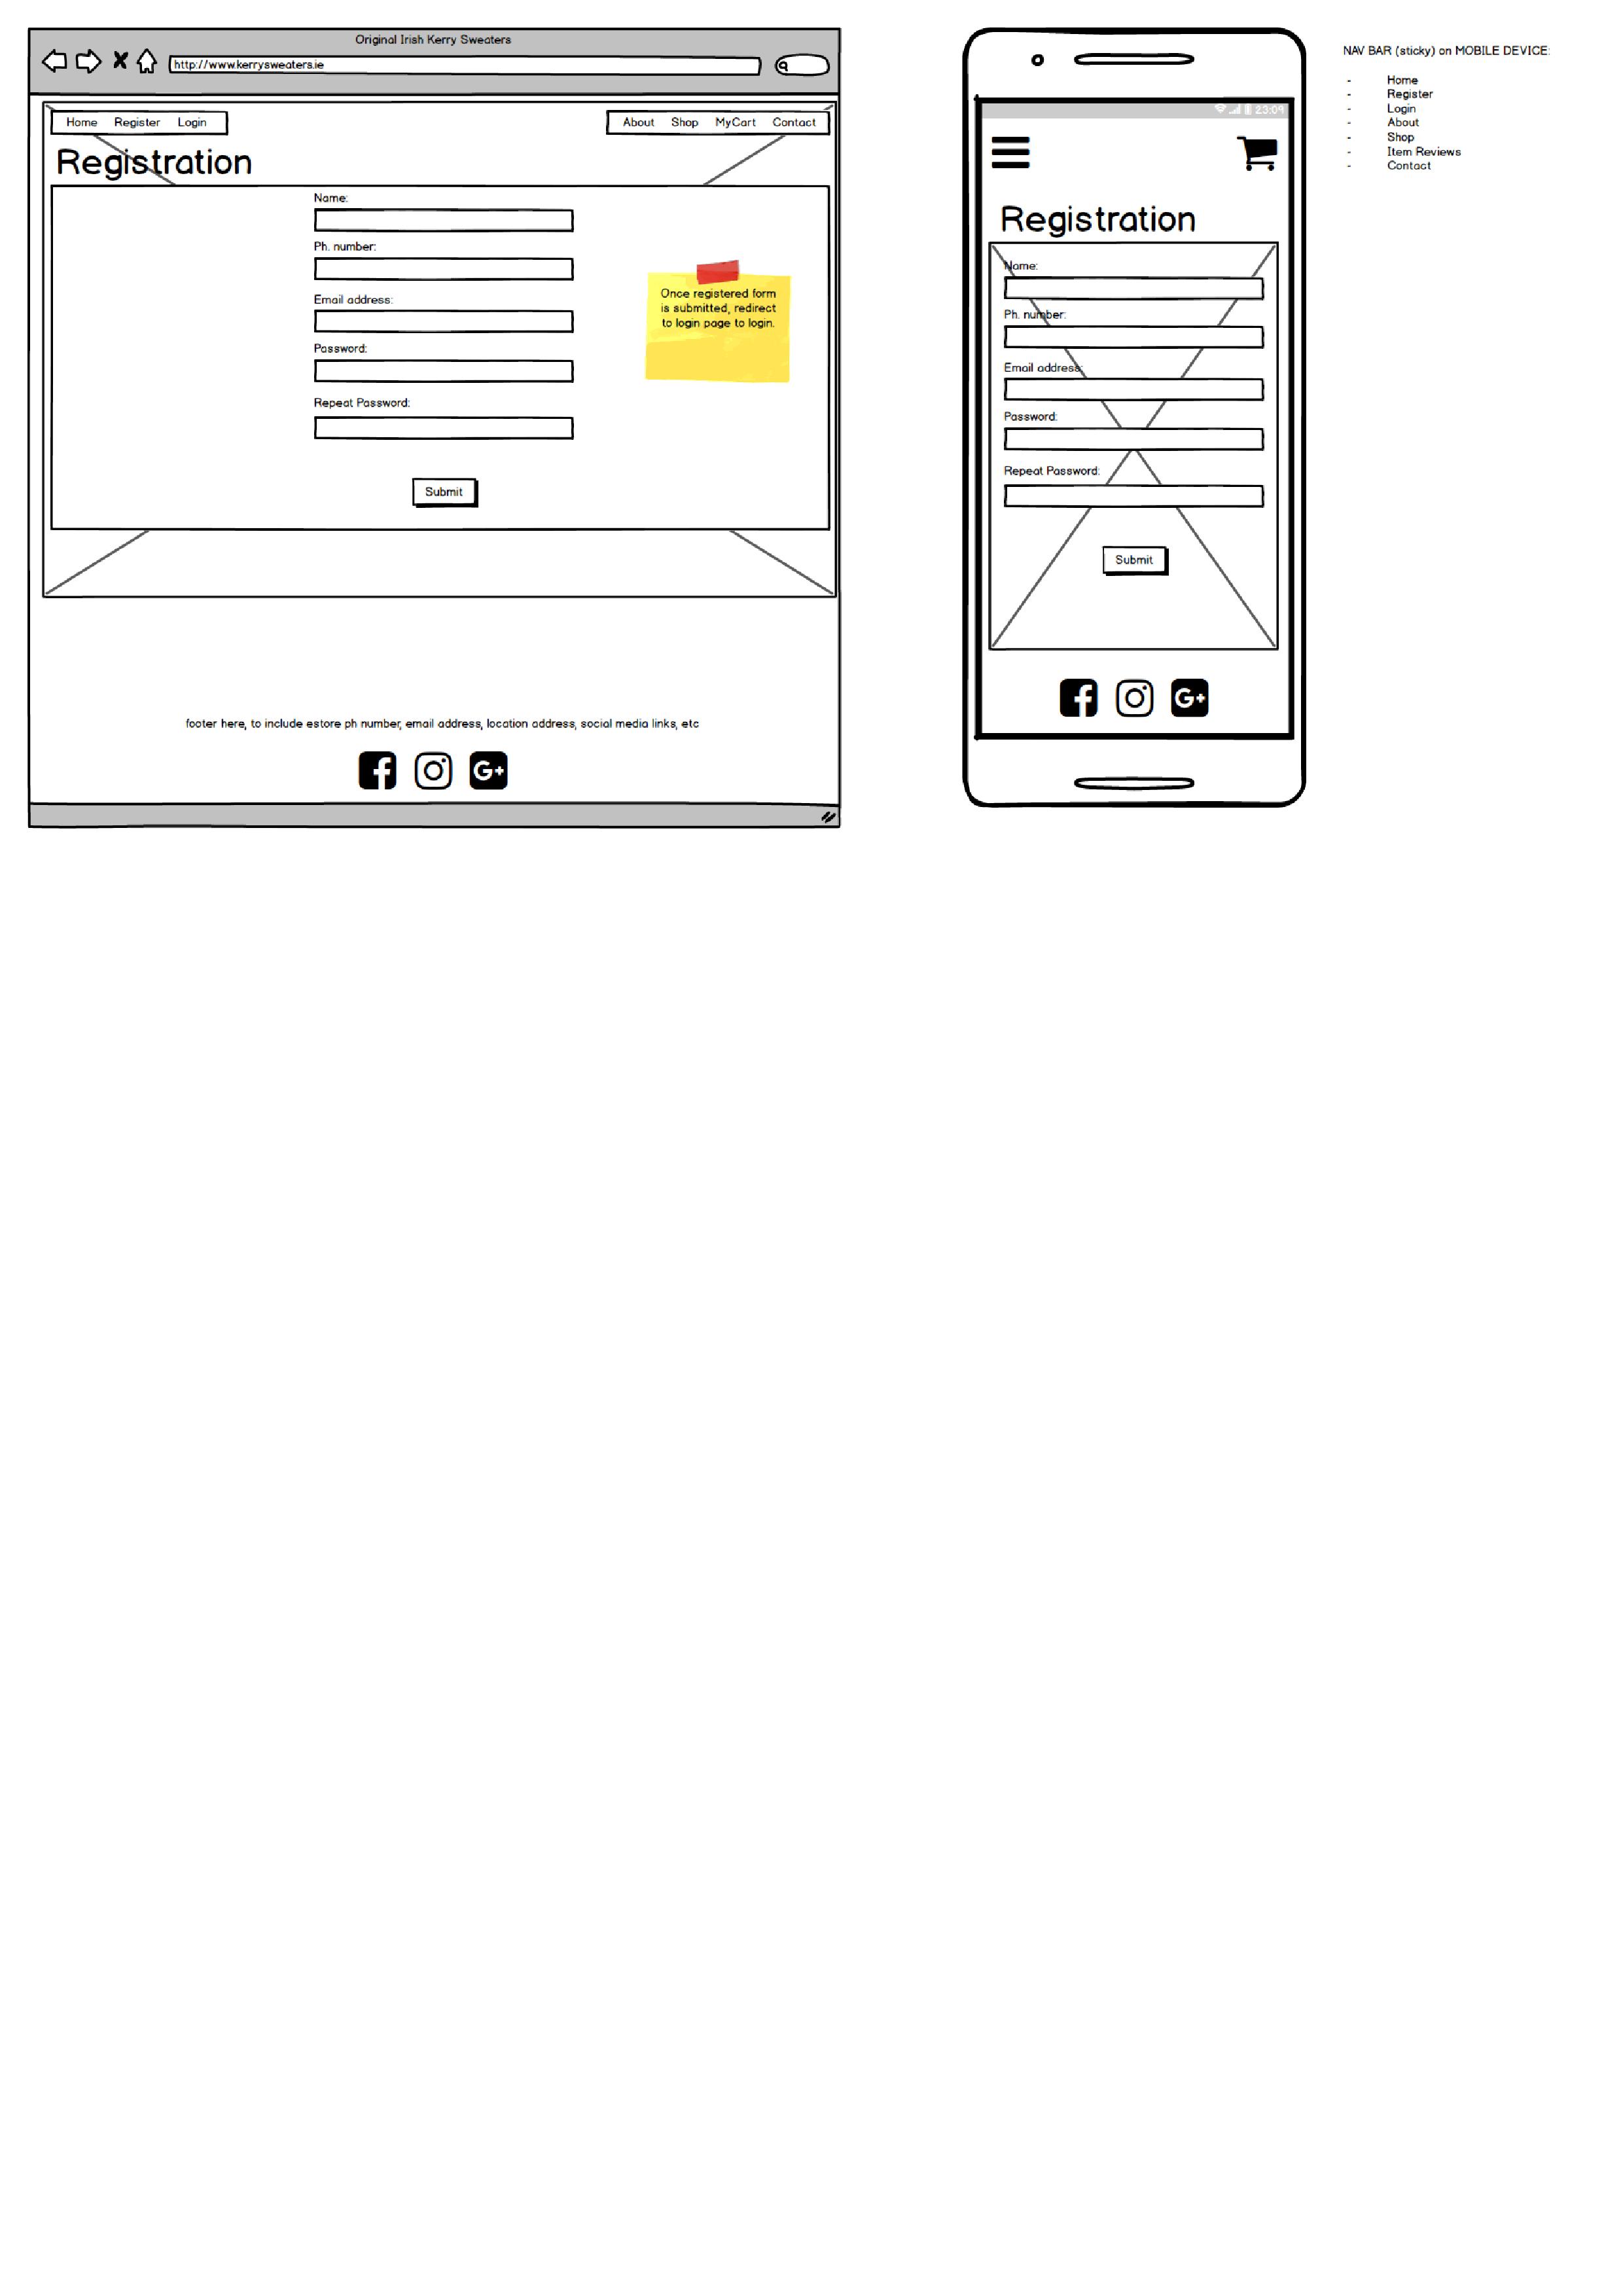 Original Irish Kerry Sweaters
http://www.kerrysweaters.ie
Home Register Login
About Shop MyCart Contact
Registration
Name:
Ph. number:
Email address:
Password:
Repeat Password:
Submit
Once registered form
is submitted, redirect
to login page to login.
footer here, to include estore ph number, email address, location address, social media links, etc
G+
23:09
Registration
Name:
Ph. number:
Email address:
Password:
Repeat Password:
Submit
G+
NAV BAR (sticky) on MOBILE DEVICE:
- Home
- Register
- Login
- About
- Shop
- Item Reviews
- Contact